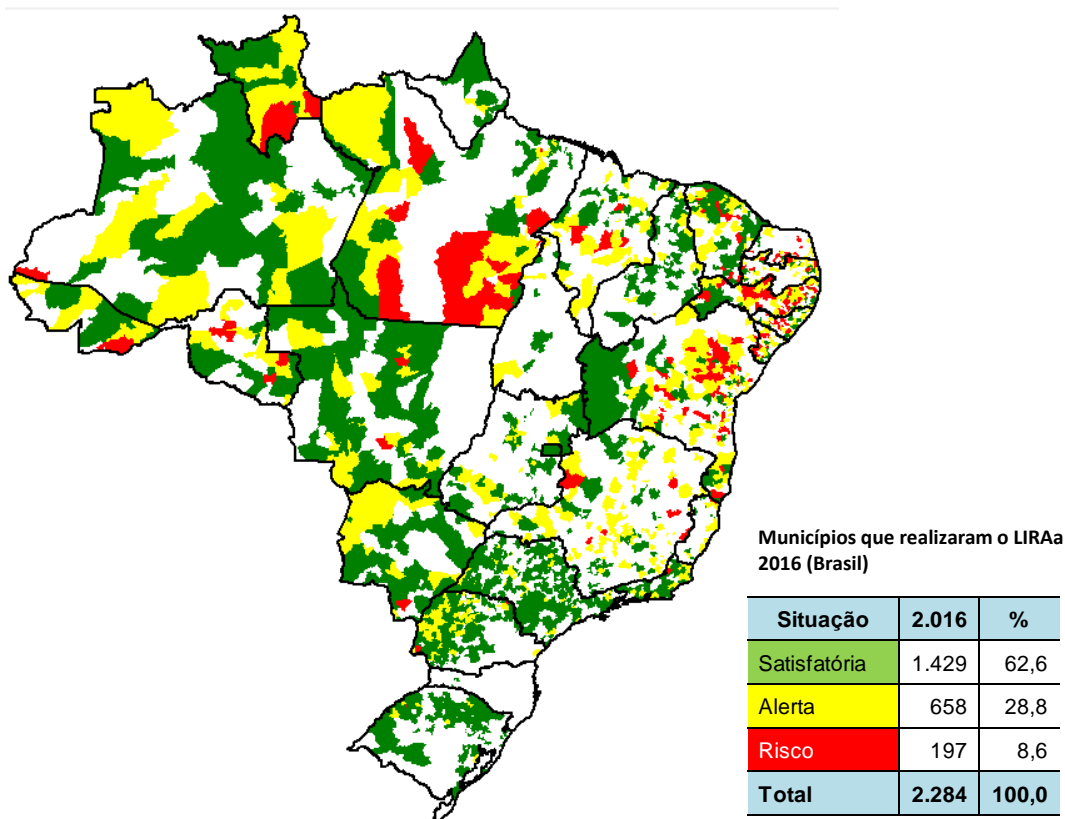 Municípios que realizaram o LIRAa
2016 (Brasil)
Situação 2.016 %
Satisfatória 1.429 62,6
Alerta 658 28,8
Risco 197 8,6
Total 2.284 100,0